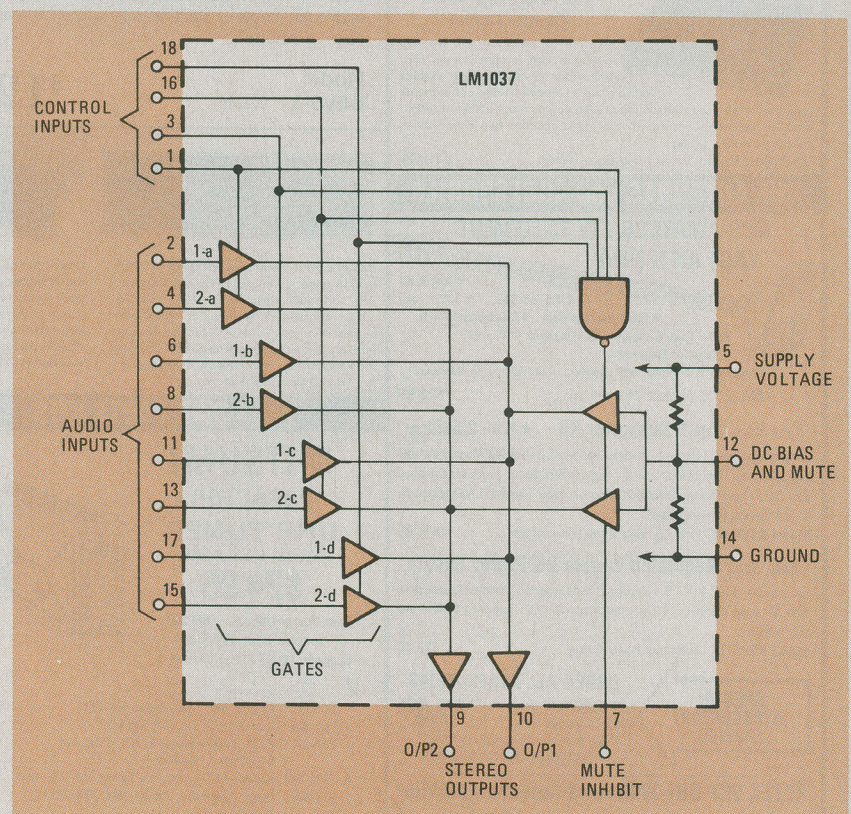 LM1037
18
16
CONTROL
INPUTS
3
1
2
1-a
4
2-a
6
1-b
8
2-b
AUDIO
INPUTS
11
1-c
13
2-c
17
1-d
15
2-d
GATES
5
SUPPLY
VOLTAGE
12
DC BIAS
AND MUTE
14
GROUND
9
10
7
O/P2
O/P1
STEREO
OUTPUTS
MUTE
INHIBIT